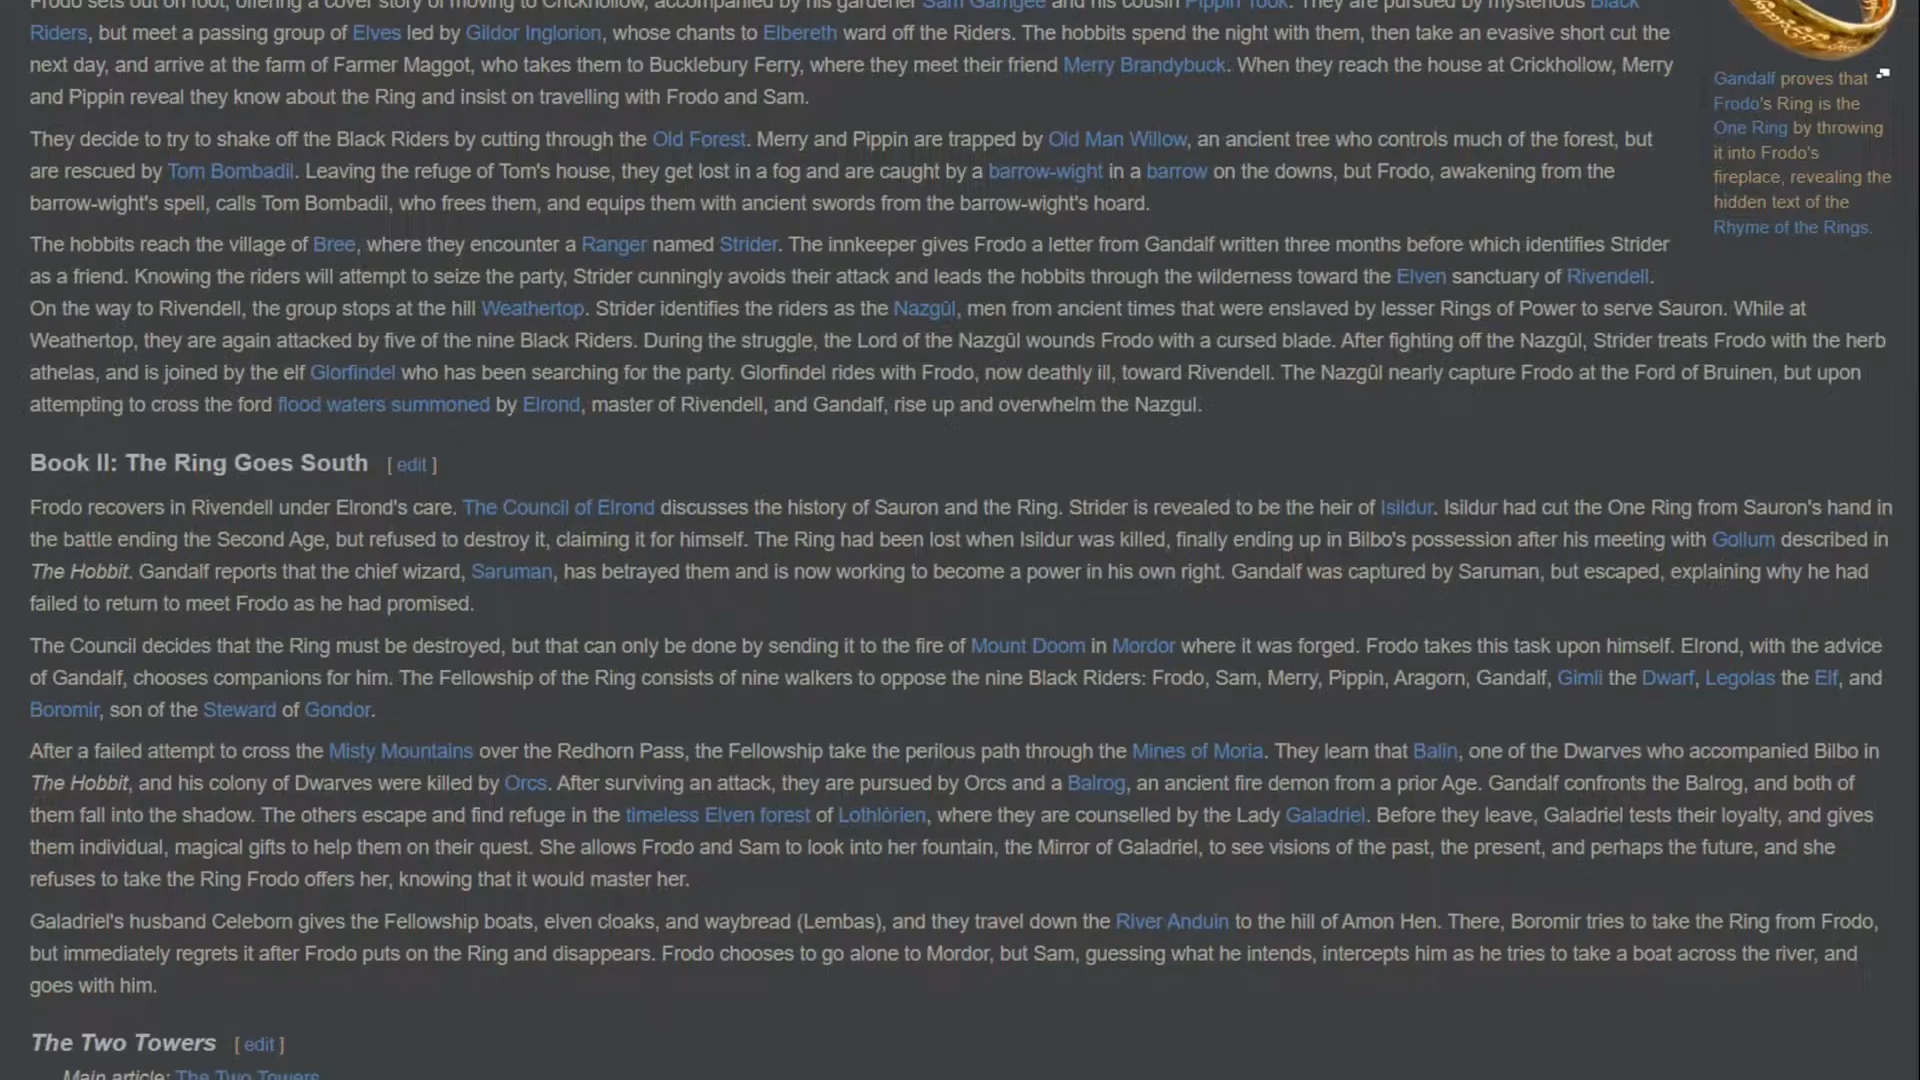 Frodo sets out on foot, offering a cover story of moving to Crickhollow, accompanied by his gardener Sam Gamgee and his cousin Pippin Took. They are pursued by mysterious Black
Riders, but meet a passing group of Elves led by Gildor Inglorion, whose chants to Elbereth ward off the Riders. The hobbits spend the night with them, then take an evasive short cut the
next day, and arrive at the farm of Farmer Maggot, who takes them to Bucklebury Ferry, where they meet their friend Merry Brandybuck. When they reach the house at Crickhollow, Merry
and Pippin reveal they know about the Ring and insist on travelling with Frodo and Sam.
They decide to try to shake off the Black Riders by cutting through the Old Forest. Merry and Pippin are trapped by Old Man Willow, an ancient tree who controls much of the forest, but
are rescued by Tom Bombadil. Leaving the refuge of Tom's house, they get lost in a fog and are caught by a barrow-wight in a barrow on the downs, but Frodo, awakening from the
barrow-wight's spell, calls Tom Bombadil, who frees them, and equips them with ancient swords from the barrow-wight's hoard.
The hobbits reach the village of Bree, where they encounter a Ranger named Strider. The innkeeper gives Frodo a letter from Gandalf written three months before which identifies Strider
as a friend. Knowing the riders will attempt to seize the party, Strider cunningly avoids their attack and leads the hobbits through the wilderness toward the Elven sanctuary of Rivendell.
On the way to Rivendell, the group stops at the hill Weathertop. Strider identifies the riders as the Nazgûl, men from ancient times that were enslaved by lesser Rings of Power to serve Sauron. While at
Weathertop, they are again attacked by five of the nine Black Riders. During the struggle, the Lord of the Nazgûl wounds Frodo with a cursed blade. After fighting off the Nazgûl, Strider treats Frodo with the herb
athelas, and is joined by the elf Glorfindel who has been searching for the party. Glorfindel rides with Frodo, now deathly ill, toward Rivendell. The Nazgûl nearly capture Frodo at the Ford of Bruinen, but upon
attempting to cross the ford flood waters summoned by Elrond, master of Rivendell, and Gandalf, rise up and overwhelm the Nazgul.
Gandalf proves that
Frodo's Ring is the
One Ring by throwing
it into Frodo's
fireplace, revealing the
hidden text of the
Rhyme of the Rings.
Book II: The Ring Goes South [ edit ]
Frodo recovers in Rivendell under Elrond's care. The Council of Elrond discusses the history of Sauron and the Ring. Strider is revealed to be the heir of Isildur. Isildur had cut the One Ring from Sauron's hand in
the battle ending the Second Age, but refused to destroy it, claiming it for himself. The Ring had been lost when Isildur was killed, finally ending up in Bilbo's possession after his meeting with Gollum described in
The Hobbit. Gandalf reports that the chief wizard, Saruman, has betrayed them and is now working to become a power in his own right. Gandalf was captured by Saruman, but escaped, explaining why he had
failed to return to meet Frodo as he had promised.
The Council decides that the Ring must be destroyed, but that can only be done by sending it to the fire of Mount Doom in Mordor where it was forged. Frodo takes this task upon himself. Elrond, with the advice
of Gandalf, chooses companions for him. The Fellowship of the Ring consists of nine walkers to oppose the nine Black Riders: Frodo, Sam, Merry, Pippin, Aragorn, Gandalf, Gimli the Dwarf, Legolas the Elf, and
Boromir, son of the Steward of Gondor.
After a failed attempt to cross the Misty Mountains over the Redhorn Pass, the Fellowship take the perilous path through the Mines of Moria. They learn that Balin, one of the Dwarves who accompanied Bilbo in
The Hobbit, and his colony of Dwarves were killed by Orcs. After surviving an attack, they are pursued by Orcs and a Balrog, an ancient fire demon from a prior Age. Gandalf confronts the Balrog, and both of
them fall into the shadow. The others escape and find refuge in the timeless Elven forest of Lothlórien, where they are counselled by the Lady Galadriel. Before they leave, Galadriel tests their loyalty, and gives
them individual, magical gifts to help them on their quest. She allows Frodo and Sam to look into her fountain, the Mirror of Galadriel, to see visions of the past, the present, and perhaps the future, and she
refuses to take the Ring Frodo offers her, knowing that it would master her.
Galadriel's husband Celeborn gives the Fellowship boats, elven cloaks, and waybread (Lembas), and they travel down the River Anduin to the hill of Amon Hen. There, Boromir tries to take the Ring from Frodo,
but immediately regrets it after Frodo puts on the Ring and disappears. Frodo chooses to go alone to Mordor, but Sam, guessing what he intends, intercepts him as he tries to take a boat across the river, and
goes with him.
The Two Towers [ edit ]
Main article: The Two Towers